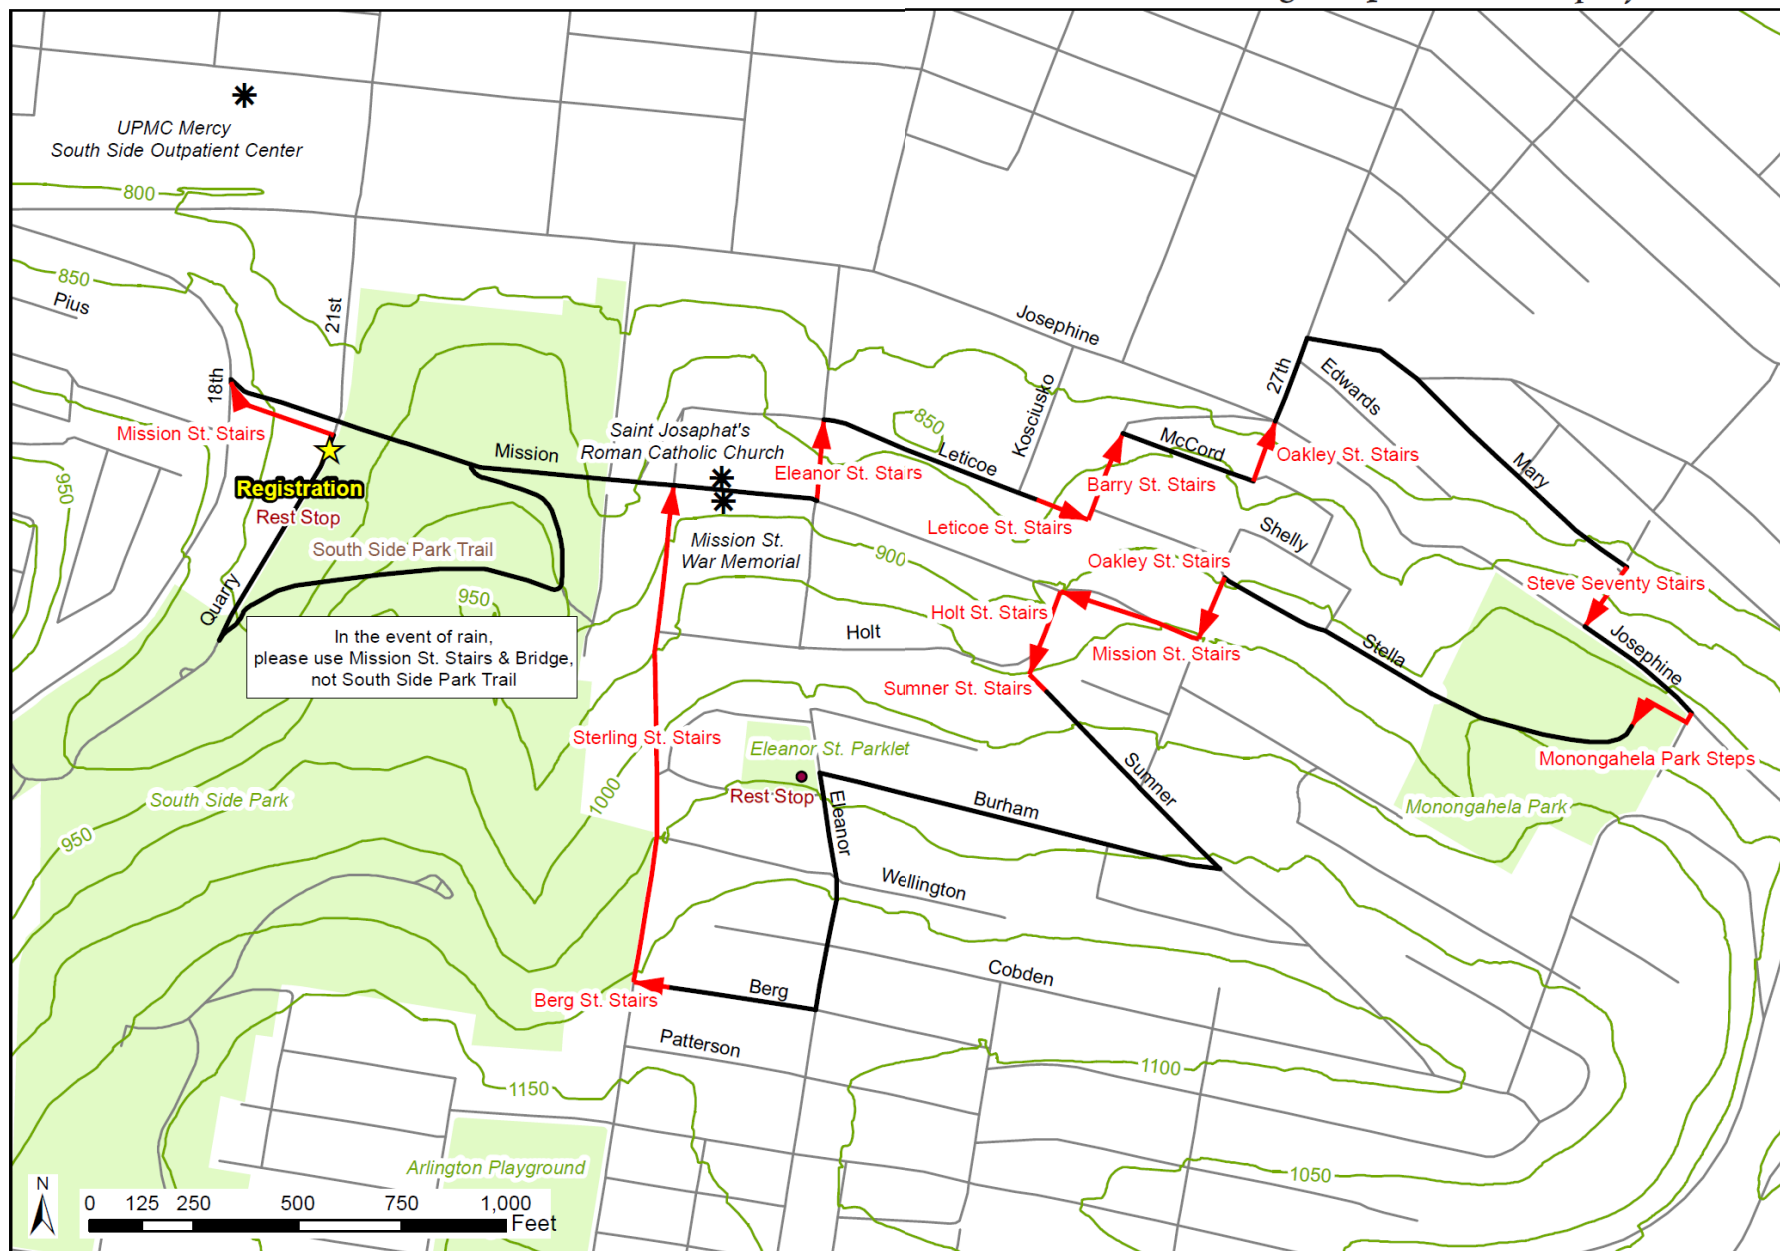 UPMC Mercy
South Side Outpatient Center
800
850
Pius
21st
18th
Mission St. Stairs
Registration
Rest Stop
South Side Park Trail
Quarry
950
950
In the event of rain,
please use Mission St. Stairs & Bridge,
not South Side Park Trail
South Side Park
950
Mission
Saint Josaphat's
Roman Catholic Church
Mission St.
War Memorial
Eleanor St. Stairs
850
Leticoe
Kosciusko
Josephine
Leticoe St. Stairs
Barry St. Stairs
McCord
27th
Oakley St. Stairs
Edwards
Mary
Shelly
900
Oakley St. Stairs
Holt St. Stairs
Holt
Mission St. Stairs
Sumner St. Stairs
Steve Seventy Stairs
Josephine
Stella
Monongahela Park Steps
Monongahela Park
Sterling St. Stairs
1000
Eleanor St. Parklet
Rest Stop
Eleanor
Burham
Sumner
Wellington
Cobden
Berg
Berg St. Stairs
Patterson
1150
1100
1050
Arlington Playground
N
0 125 250 500 750 1,000
Feet